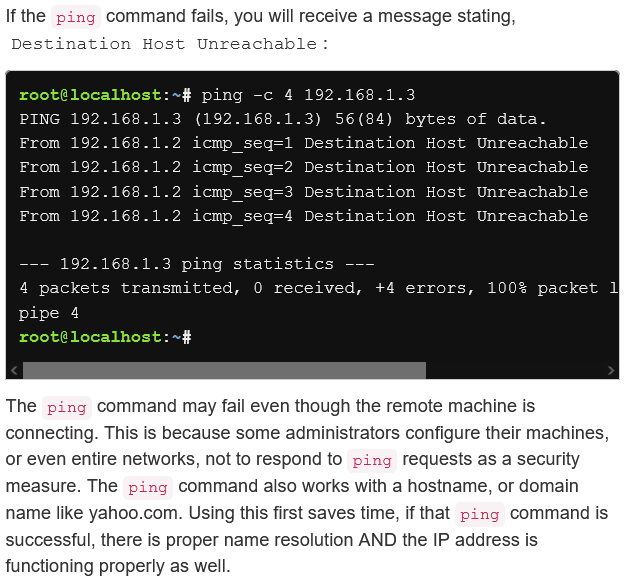 If the ping command fails, you will receive a message stating,
Destination Host Unreachable:
root@localhost:~# ping -c 4 192.168.1.3
PING 192.168.1.3 (192.168.1.3) 56(84) bytes of data.
From 192.168.1.2 icmp_seq=1 Destination Host Unreachable
From 192.168.1.2 icmp_seq=2 Destination Host Unreachable
From 192.168.1.2 icmp_seq=3 Destination Host Unreachable
From 192.168.1.2 icmp_seq=4 Destination Host Unreachable
--- 192.168.1.3 ping statistics ---
4 packets transmitted, 0 received, +4 errors, 100% packet l
pipe 4
root@localhost:~#
The ping command may fail even though the remote machine is
connecting. This is because some administrators configure their machines,
or even entire networks, not to respond to ping requests as a security
measure. The ping command also works with a hostname, or domain
name like yahoo.com. Using this first saves time, if that ping command is
successful, there is proper name resolution AND the IP address is
functioning properly as well.